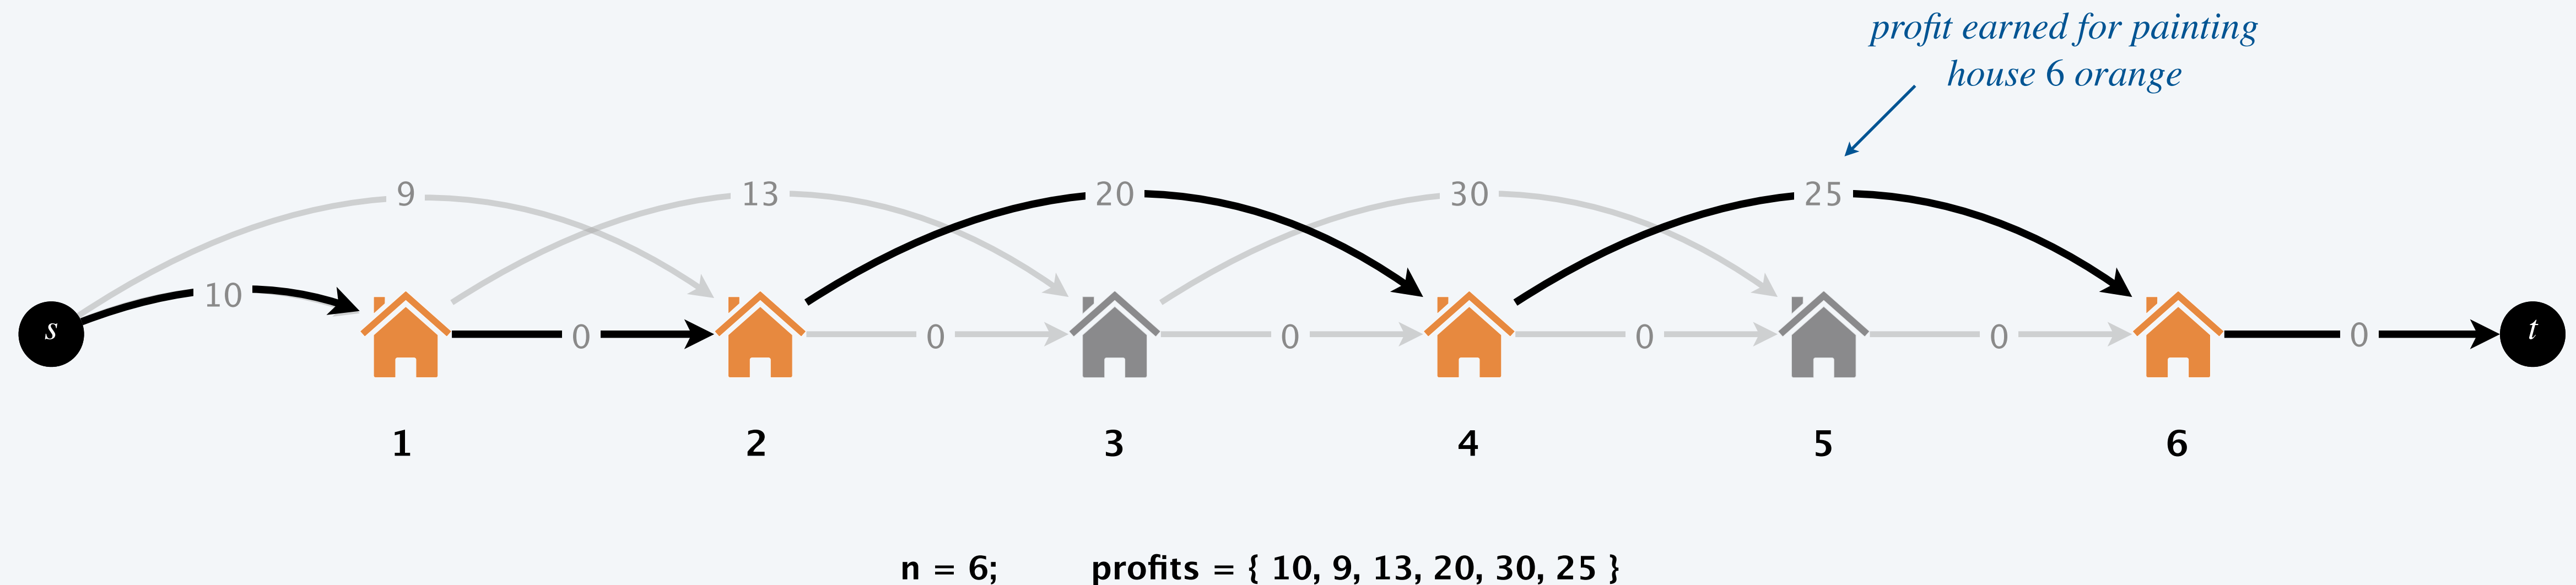 profit earned for painting
house 6 orange
9 13 20 30 25
10
s 0 0 0 0 0 0 t
1 2 3 4 5 6
n = 6; profits = { 10, 9, 13, 20, 30, 25 }